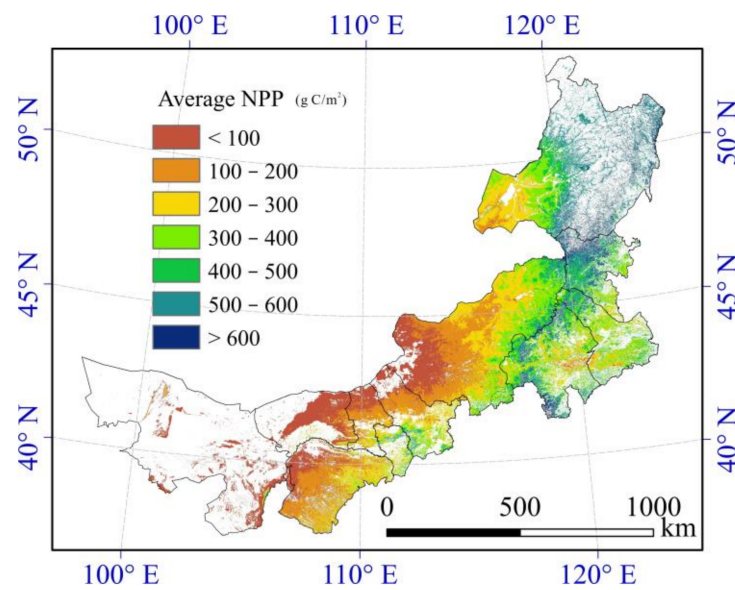 100° E 110° E 120° E
50° N 50° N
45° N 45° N
40° N 40° N
Average NPP (g C/m²)
< 100
100 – 200
200 – 300
300 – 400
400 – 500
500 – 600
> 600
0 500 1000
km
100° E 110° E 120° E